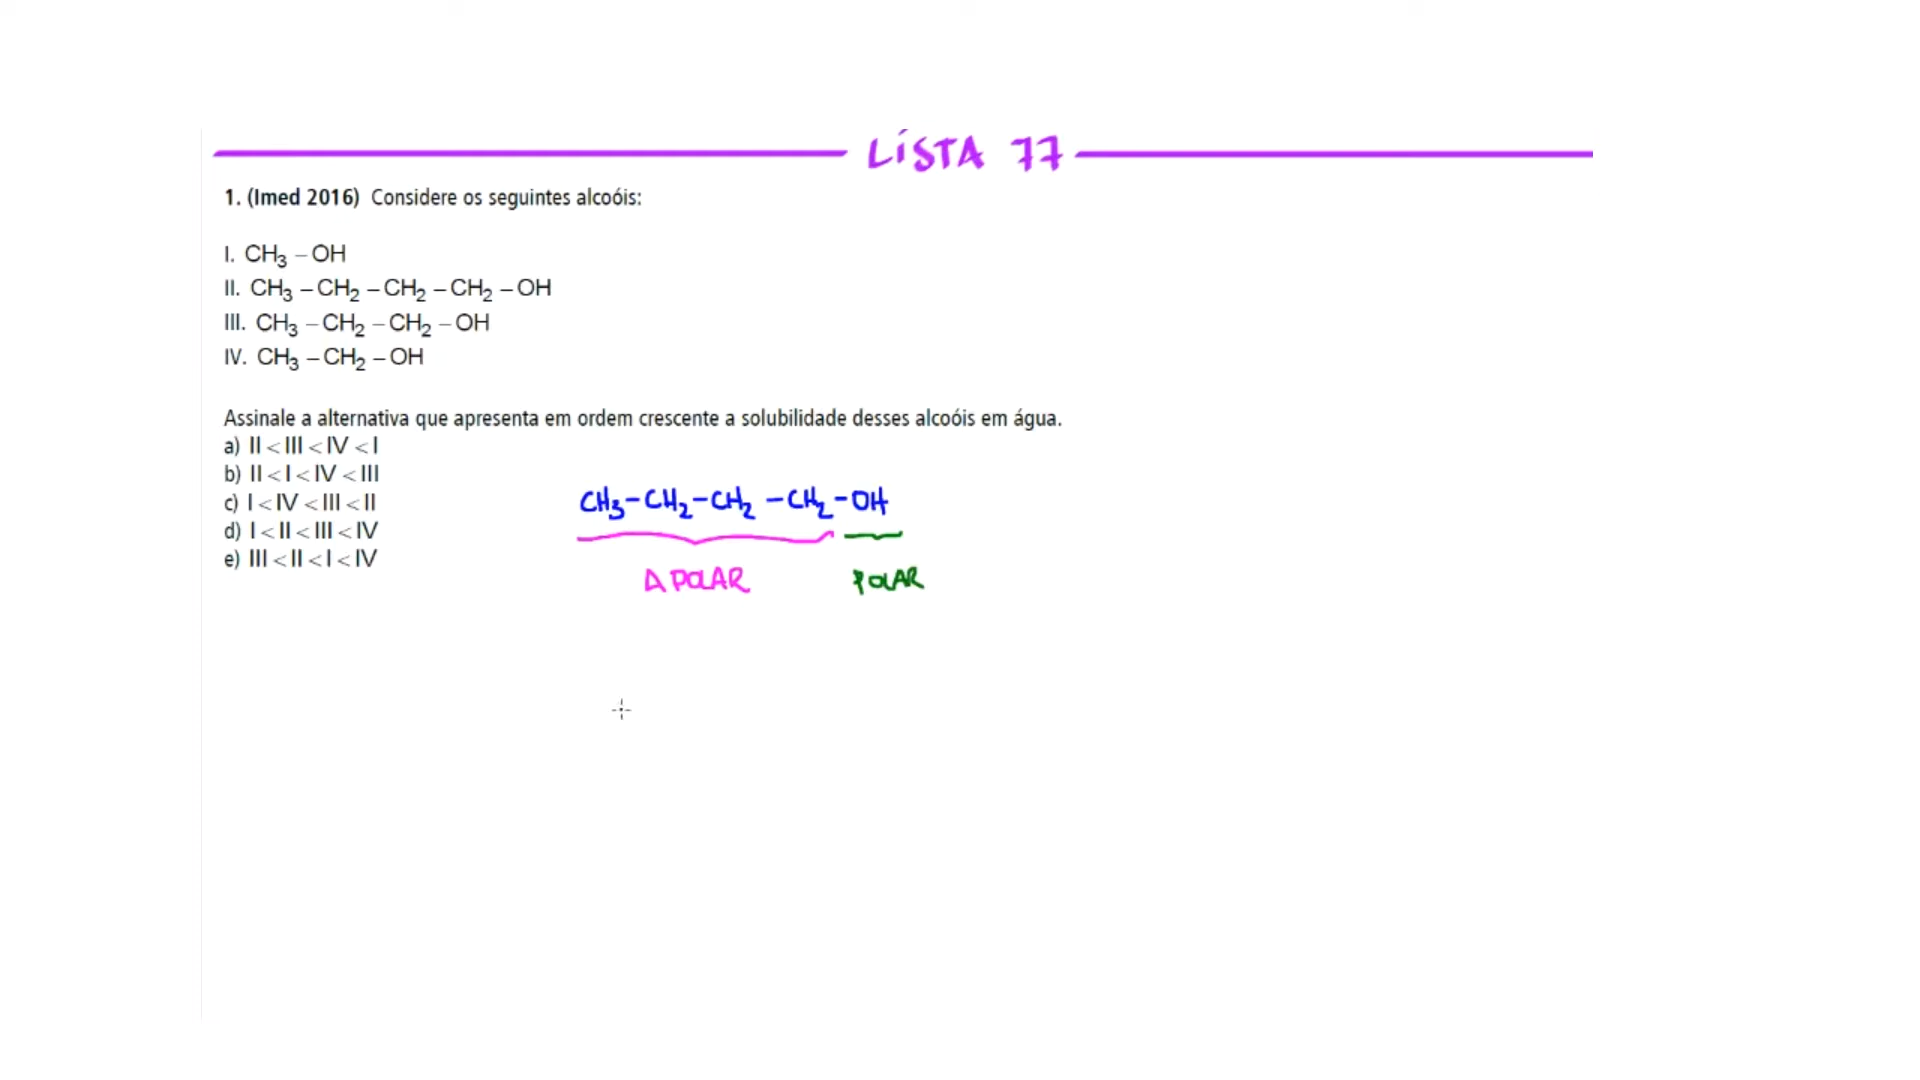 LISTA 77
1. (Imed 2016) Considere os seguintes alcoóis:
I. CH₃ – OH
II. CH₃ – CH₂ – CH₂ – CH₂ – OH
III. CH₃ – CH₂ – CH₂ – OH
IV. CH₃ – CH₂ – OH
Assinale a alternativa que apresenta em ordem crescente a solubilidade desses alcoóis em água.
a) II < III < IV < I
b) II < I < IV < III
c) I < IV < III < II
d) I < II < III < IV
e) III < II < I < IV
CH₃–CH₂–CH₂–CH₂–OH
APOLAR POLAR